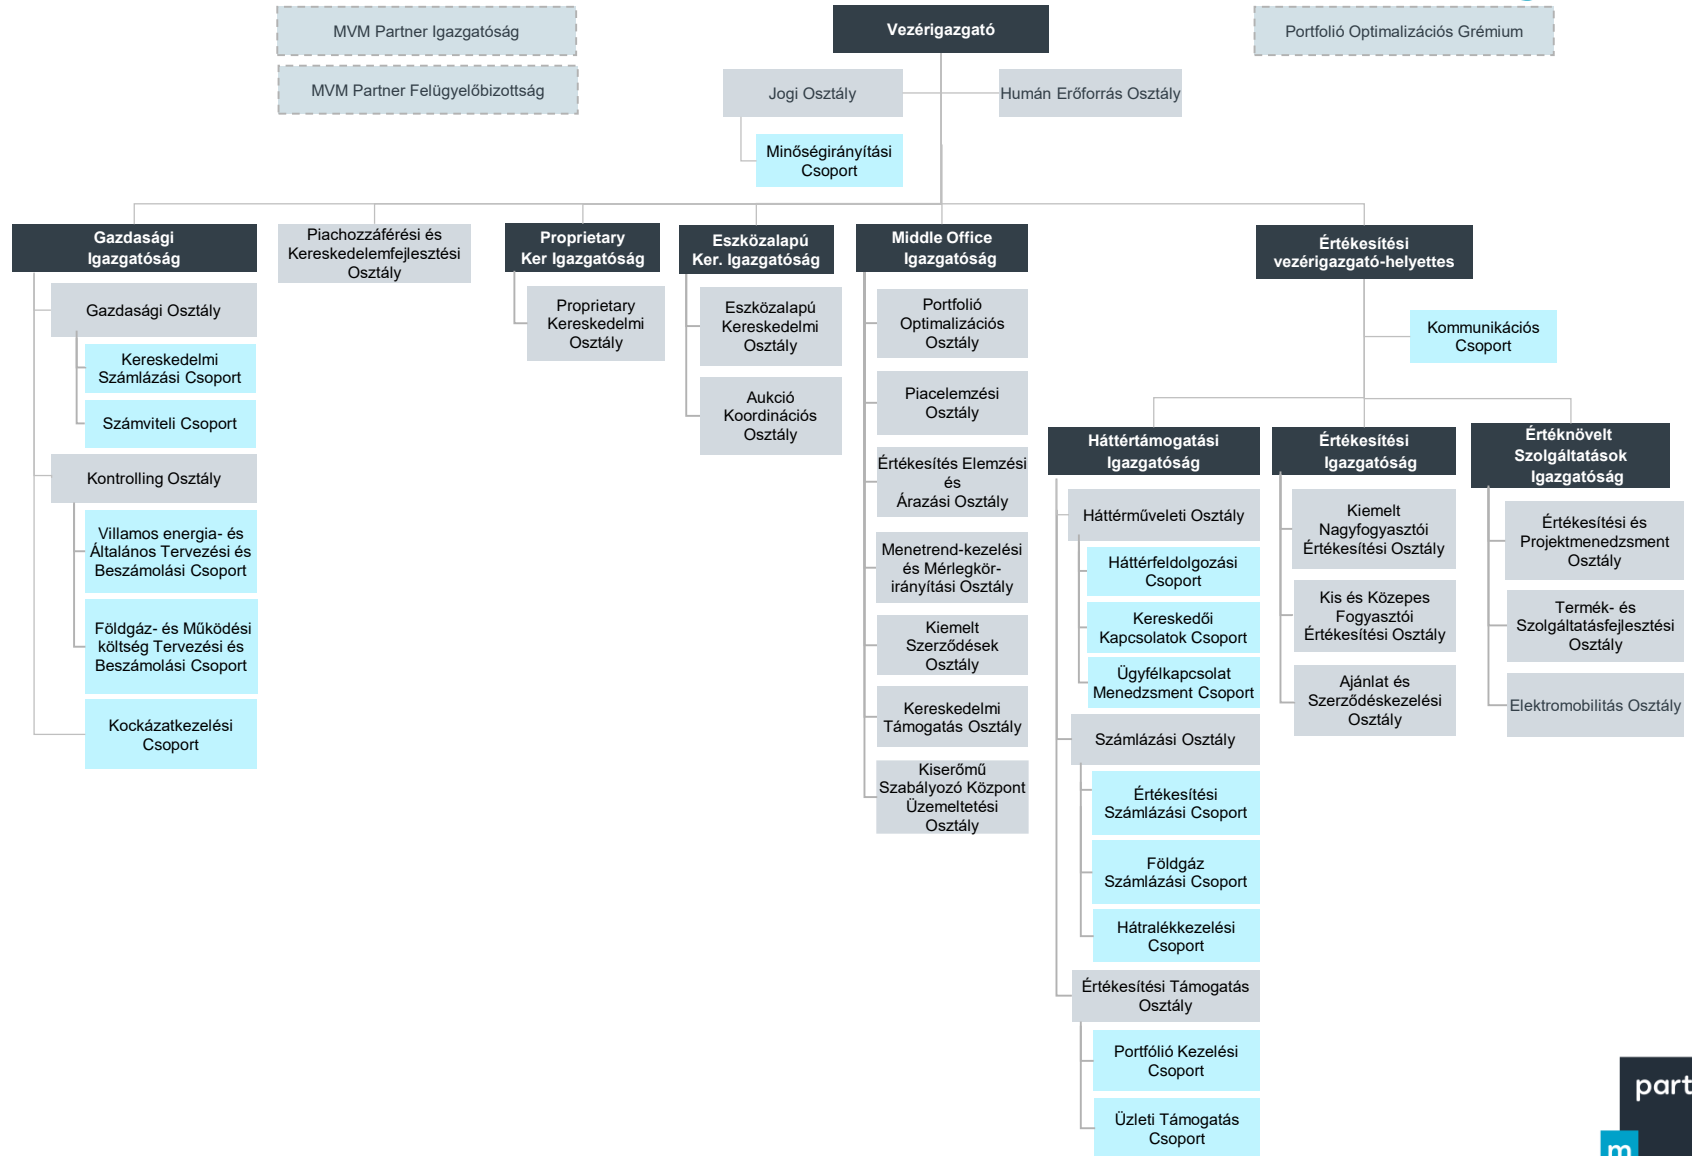 MVM Partner Igazgatóság
Vezérigazgató
Portfolió Optimalizációs Grémium
MVM Partner Felügyelőbizottság
Jogi Osztály
Humán Erőforrás Osztály
Minőségirányítási
Csoport
Gazdasági
Igazgatóság
Piachozzáférési és
Kereskedelemfejlesztési
Osztály
Proprietary
Ker Igazgatóság
Eszközalapú
Ker. Igazgatóság
Middle Office
Igazgatóság
Értékesítési
vezérigazgató-helyettes
Gazdasági Osztály
Kereskedelmi
Számlázási Csoport
Számviteli Csoport
Kontrolling Osztály
Villamos energia- és
Általános Tervezési és
Beszámolási Csoport
Földgáz- és Működési
költség Tervezési és
Beszámolási Csoport
Kockázatkezelési
Csoport
Proprietary
Kereskedelmi
Osztály
Eszközalapú
Kereskedelmi
Osztály
Aukció
Koordinációs
Osztály
Portfolió
Optimalizációs
Osztály
Piacelemzési
Osztály
Értékesítés Elemzési
és
Árazási Osztály
Menetrend-kezelési
és Mérlegkör-
irányítási Osztály
Kiemelt
Szerződések
Osztály
Kereskedelmi
Támogatás Osztály
Kiserőmű
Szabályozó Központ
Üzemeltetési
Osztály
Kommunikációs
Csoport
Háttértámogatási
Igazgatóság
Háttérműveleti Osztály
Háttérfeldolgozási
Csoport
Kereskedői
Kapcsolatok Csoport
Ügyfélkapcsolat
Menedzsment Csoport
Számlázási Osztály
Értékesítési
Számlázási Csoport
Földgáz
Számlázási Csoport
Hátralékkezelési
Csoport
Értékesítési Támogatás
Osztály
Portfólió Kezelési
Csoport
Üzleti Támogatás
Csoport
Értékesítési
Igazgatóság
Kiemelt
Nagyfogyasztói
Értékesítési Osztály
Kis és Közepes
Fogyasztói
Értékesítési Osztály
Ajánlat és
Szerződéskezelési
Osztály
Értéknövelt
Szolgáltatások
Igazgatóság
Értékesítési és
Projektmenedzsment
Osztály
Termék- és
Szolgáltatásfejlesztési
Osztály
Elektromobilitás Osztály
part
m